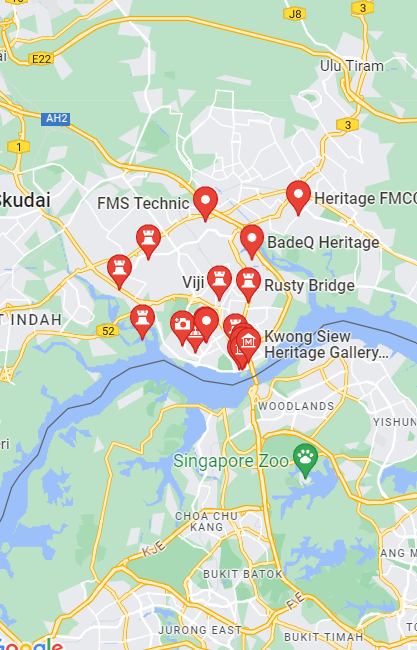 J8
3
E22
Ulu Tiram
AH2
3
1
Skudai
FMS Technic
Heritage FMCG
BadeQ Heritage
Viji
Rusty Bridge
T INDAH
52
Kwong Siew
Heritage Gallery...
WOODLANDS
YISHUN
Singapore Zoo
CHOA CHU
KANG
KJE
ANG M
BUKIT BATOK
PIE
JURONG EAST
BUKIT TIMAH
TO
Google